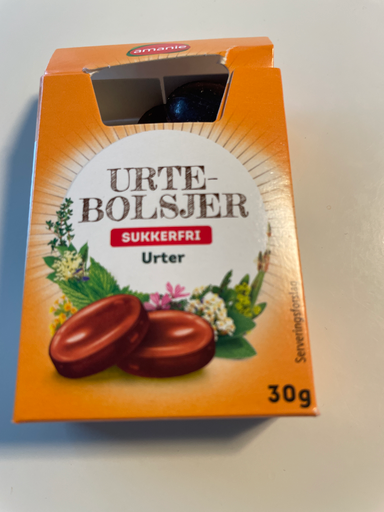 amanie
URTE-
BOLSJER
SUKKERFRI
Urter
Serveringsforslag
30g